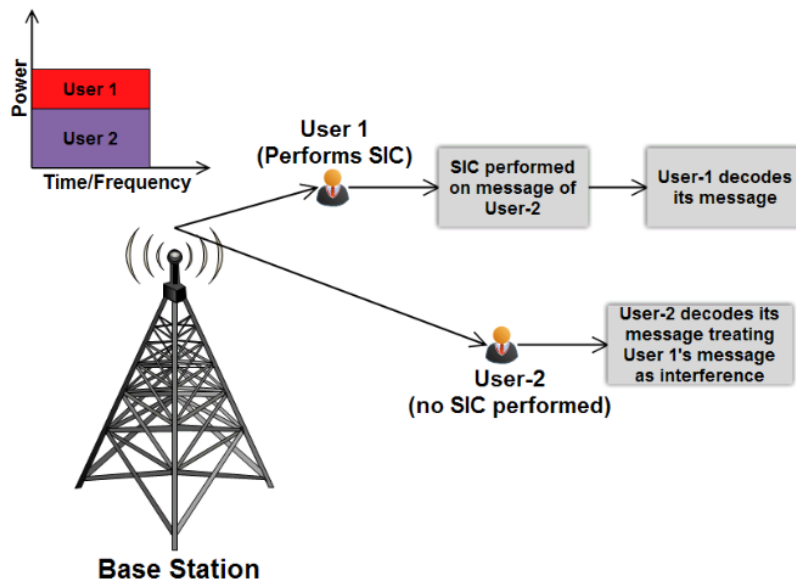 Power
User 1
User 2
Time/Frequency
User 1
(Performs SIC)
SIC performed
on message of
User-2
User-1 decodes
its message
User-2
(no SIC performed)
User-2 decodes its
message treating
User 1's message
as interference
Base Station